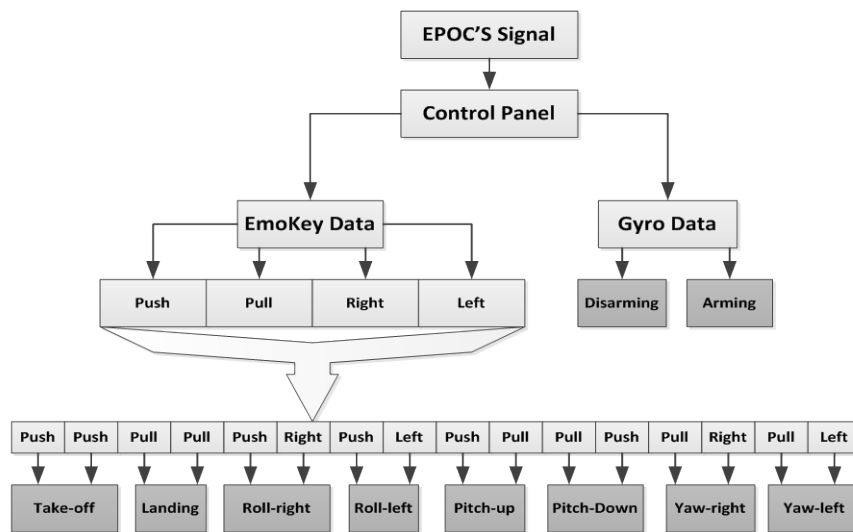 EPOC'S Signal
Control Panel
EmoKey Data
Gyro Data
Push Pull Right Left
Disarming Arming
Push Push Pull Pull Push Right Push Left Push Pull Pull Push Pull Right Pull Left
Take-off Landing Roll-right Roll-left Pitch-up Pitch-Down Yaw-right Yaw-left